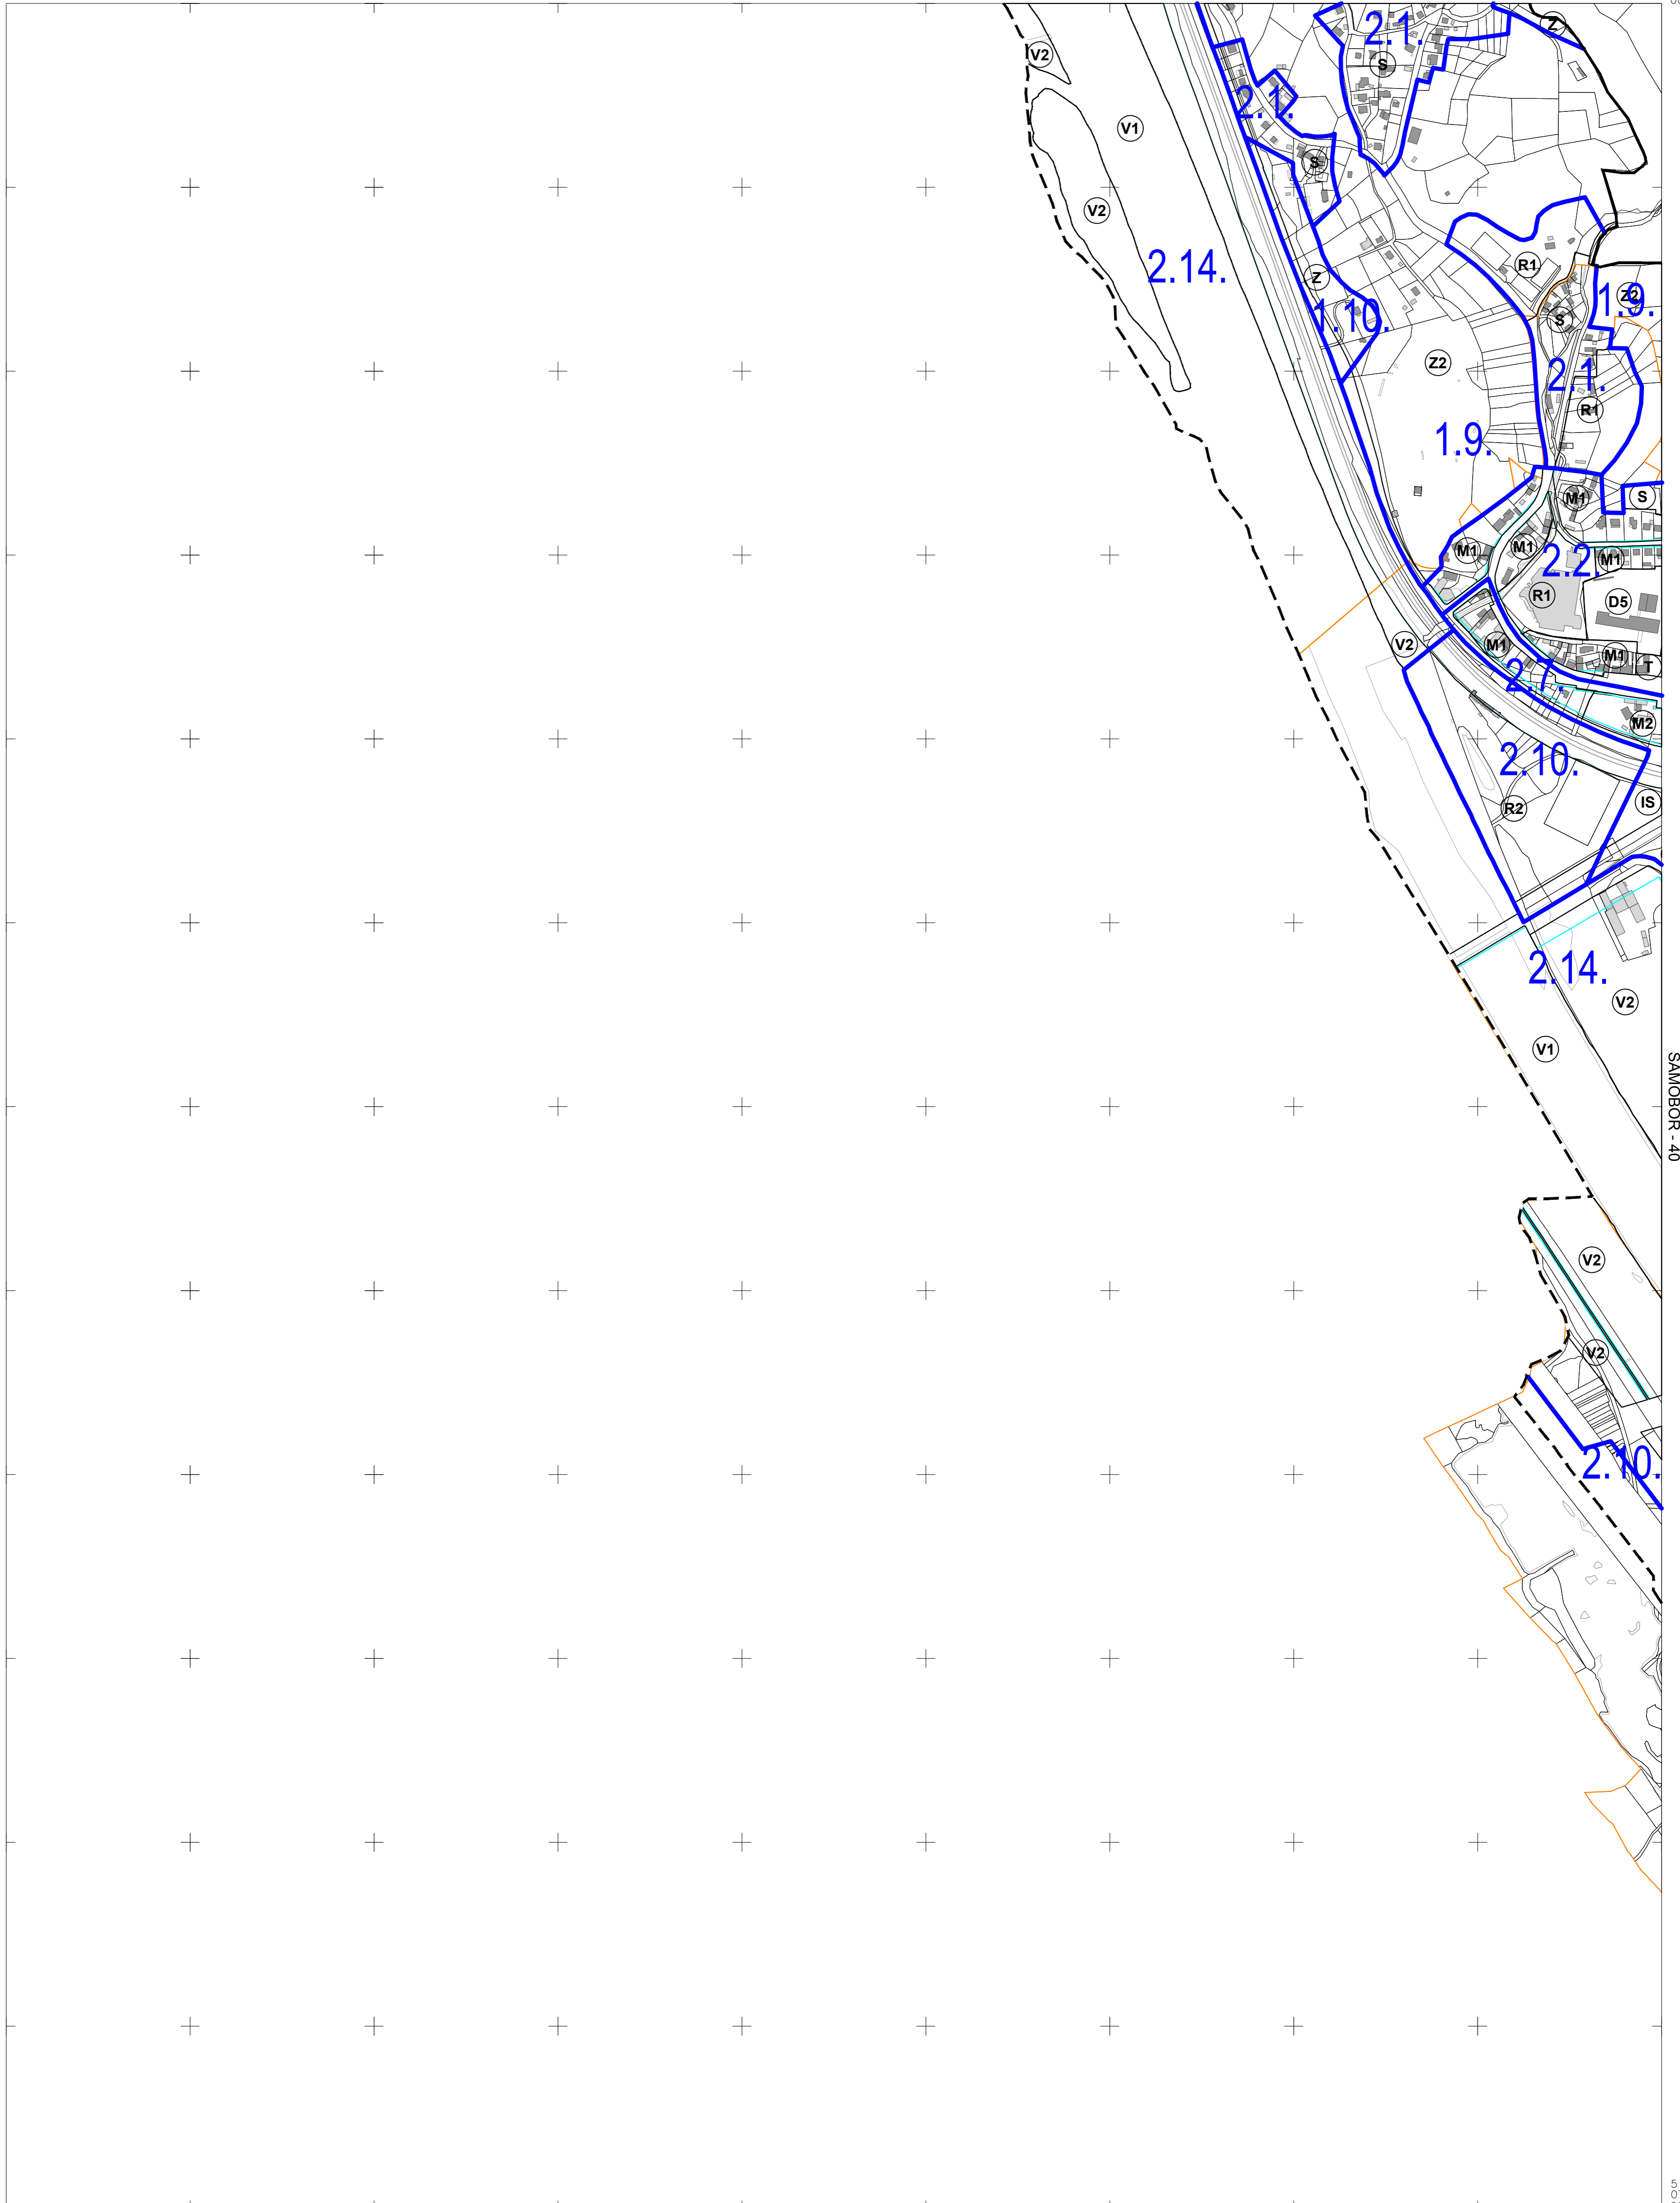 Z
2.1.
V2
S
2.1.
V1
S
V2
2.14.
R1
Z
Z2
1.9.
1.10.
S
Z2
2.1.
R1
1.9.
M1
S
M1
M1
2.2.
M1
R1
D5
V2
M1
M1
T
2.7.
M2
2.10.
IS
R2
2.14.
V2
V1
SAMOBOR - 40
V2
V2
2.10.